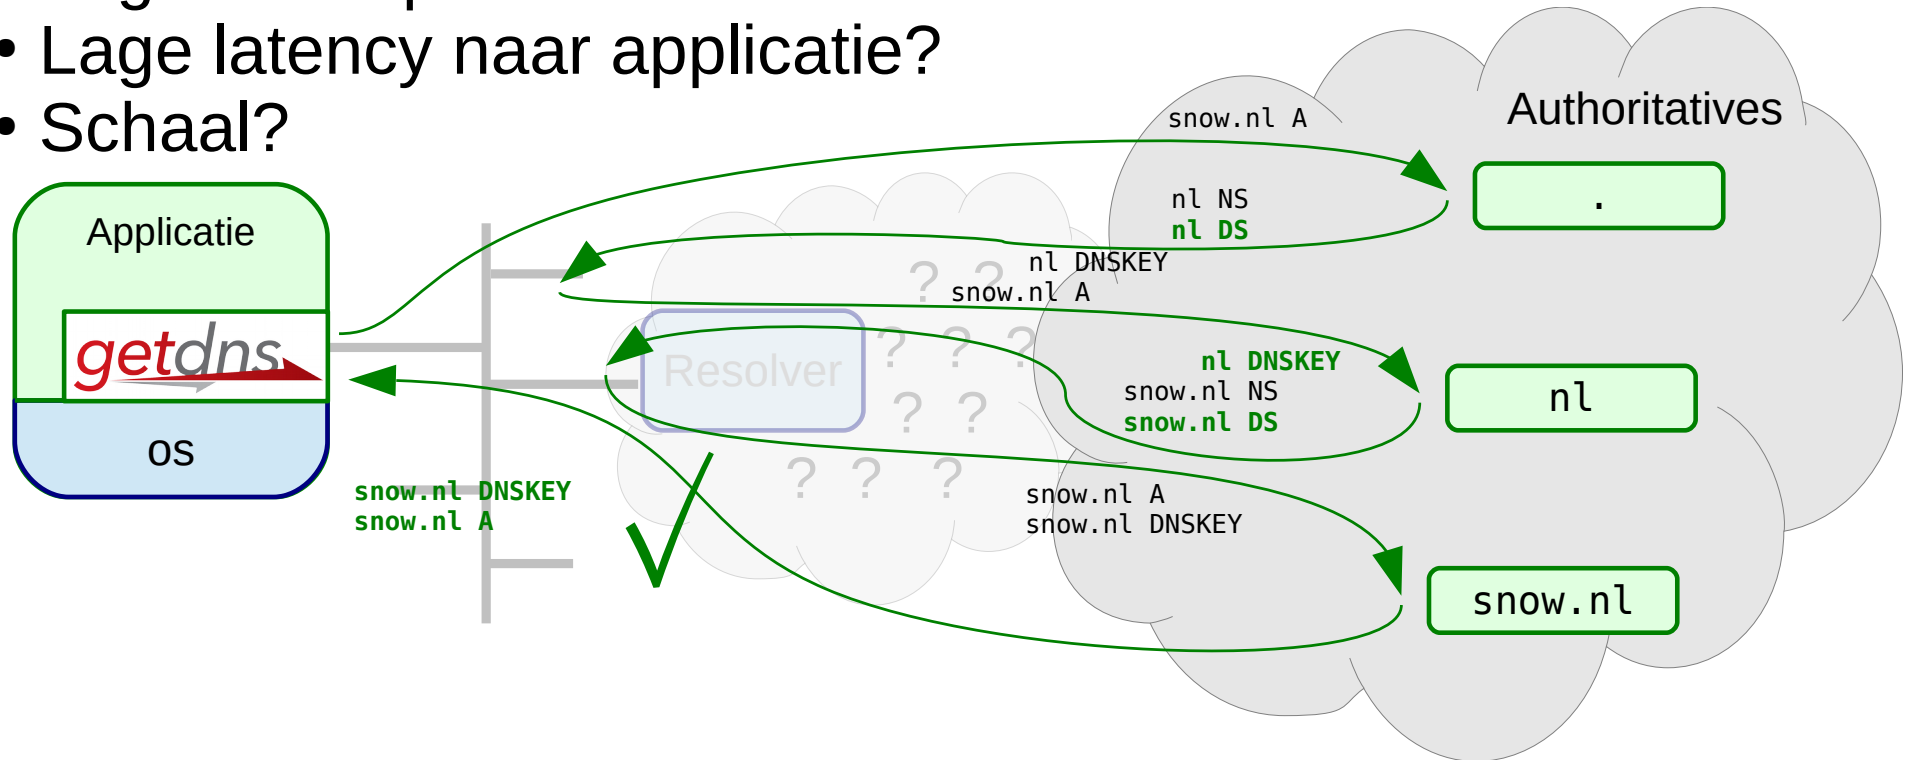 • Lage latency naar applicatie?
• Schaal?
Authoritatives
snow.nl A
.
nl NS
nl DS
Applicatie
nl DNSKEY
snow.nl A
? ?
? ? ?
? ?
? ? ?
getdns
Resolver
nl DNSKEY
snow.nl NS
snow.nl DS
nl
os
snow.nl DNSKEY
snow.nl A
snow.nl A
snow.nl DNSKEY
snow.nl